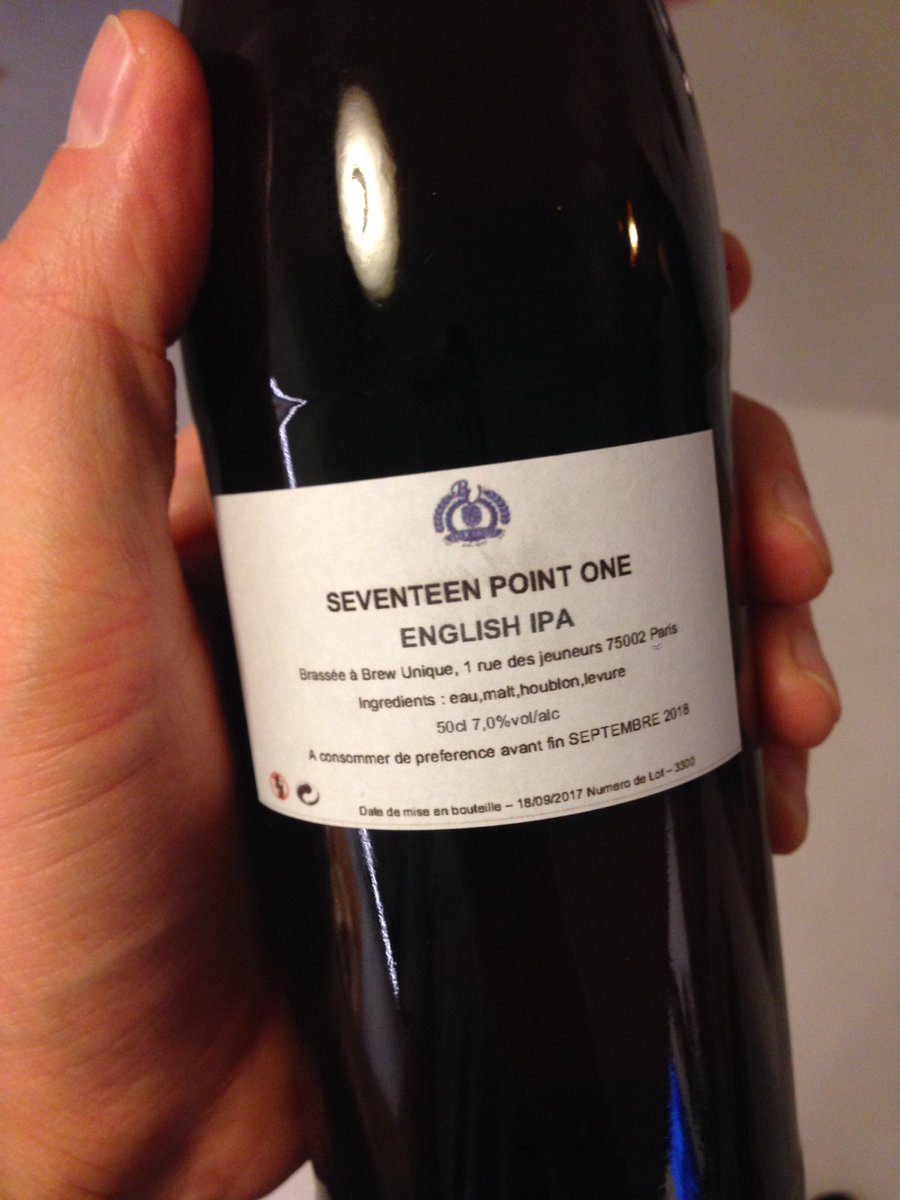 SEVENTEEN POINT ONE
ENGLISH IPA
Brassée à Brew Unique, 1 rue des jeuneurs 75002 Paris
Ingredients : eau,malt,houblon,levure
50cl 7,0%vol/alc
A consommer de preference avant fin SEPTEMBRE 2018
Date de mise en bouteille – 18/09/2017 Numero de Lot – 3300